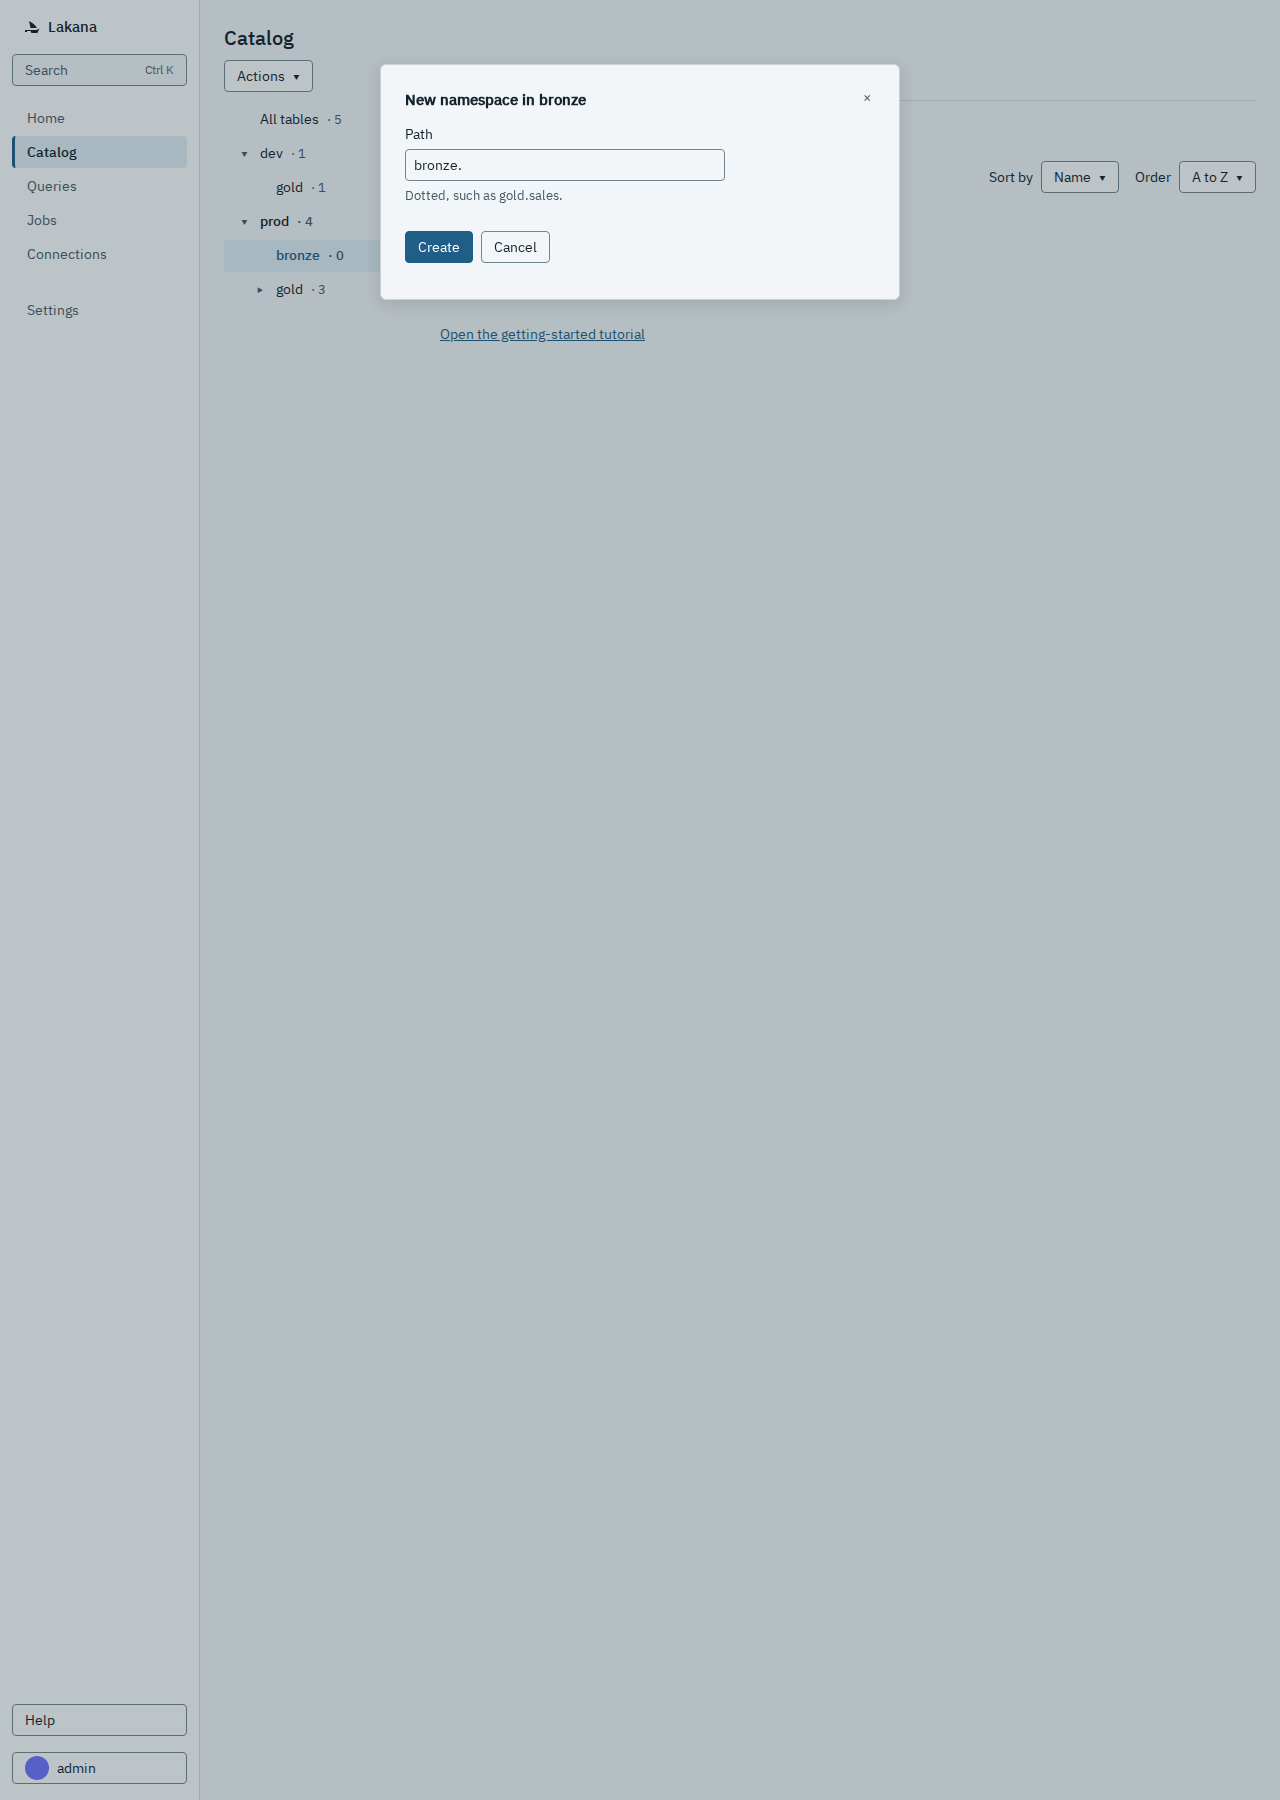 Lakana
Search Ctrl K
Home
Catalog
Queries
Jobs
Connections
Settings
Help
admin
Catalog
Actions ▾
All tables · 5
▾ dev · 1
gold · 1
▾ prod · 4
bronze · 0
▸ gold · 3
Sort by Name ▾ Order A to Z ▾
Open the getting-started tutorial
New namespace in bronze ×
Path
bronze.
Dotted, such as gold.sales.
Create Cancel